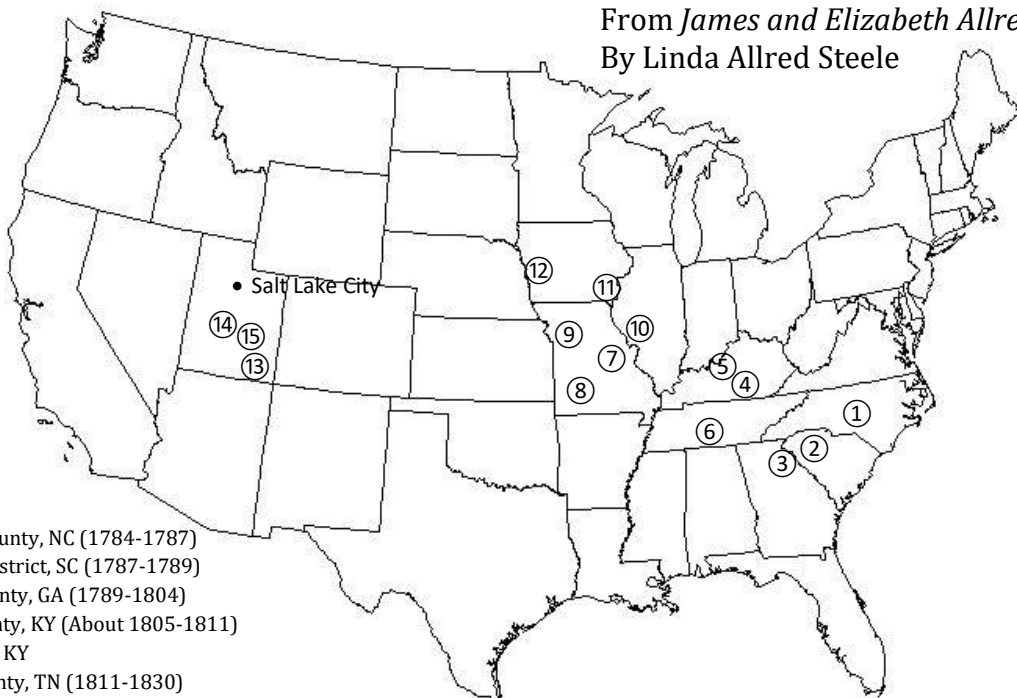 From James and Elizabeth Allre
By Linda Allred Steele
12
11
Salt Lake City
14
15
13
9
10
7
8
5
4
6
1
2
3
unty, NC (1784-1787)
strict, SC (1787-1789)
nty, GA (1789-1804)
ty, KY (About 1805-1811)
KY
nty, TN (1811-1830)